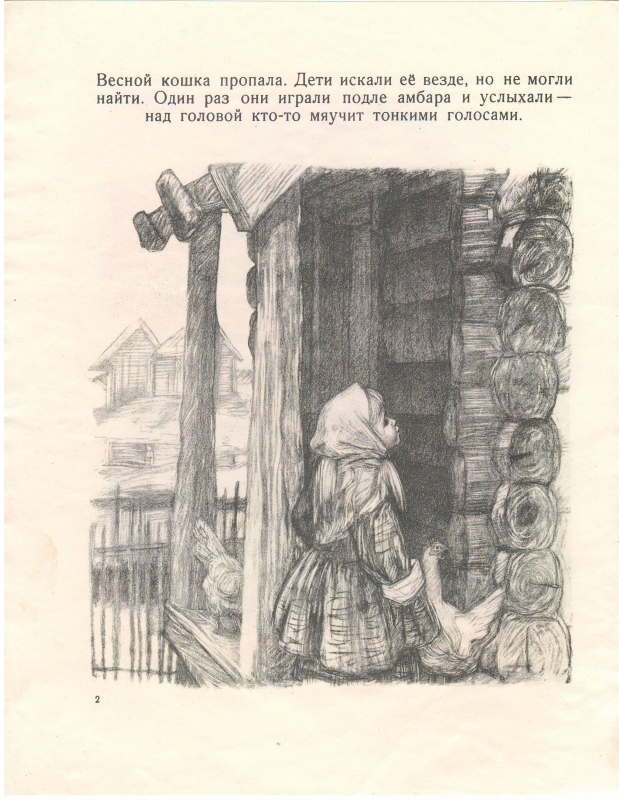 Весной кошка пропала. Дети искали её везде, но не могли
найти. Один раз они играли подле амбара и услыхали —
над головой кто-то мяучит тонкими голосами.
2